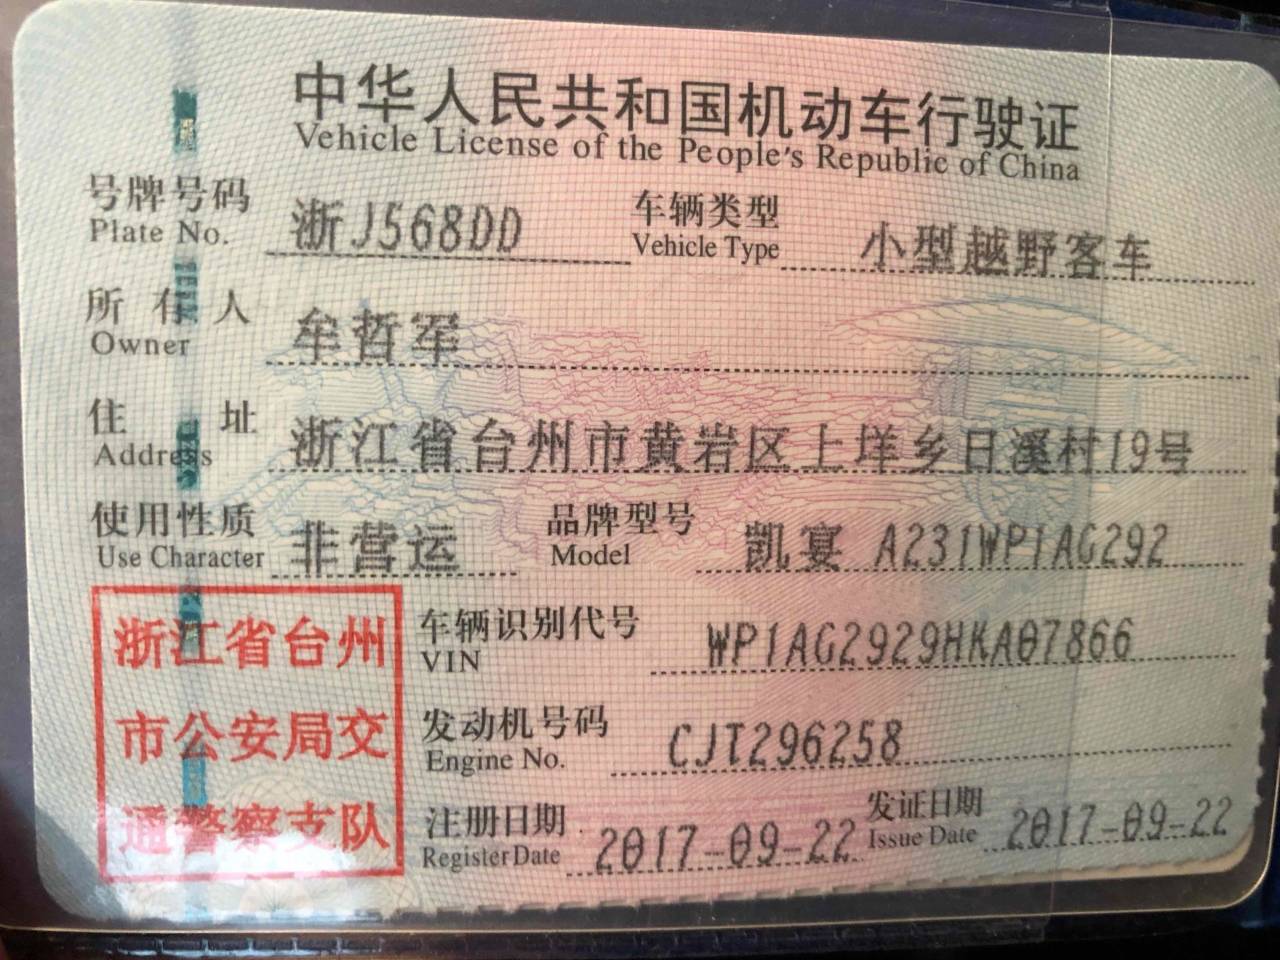 中华人民共和国机动车行驶证
Vehicle License of the People's Republic of China
号牌号码 浙J568DD 车辆类型 小型越野客车
Plate No. Vehicle Type
所有人 牟哲军
Owner
住址 浙江省台州市黄岩区上垟乡日溪村19号
Address
使用性质 非营运 品牌型号 凯宴 A231WP1AG292
Use Character Model
车辆识别代号 WP1AG2929HKA07866
VIN
发动机号码 CJT296258
Engine No.
注册日期 2017-09-22 发证日期 2017-09-22
Register Date Issue Date
浙江省台州
市公安局交
通警察支队